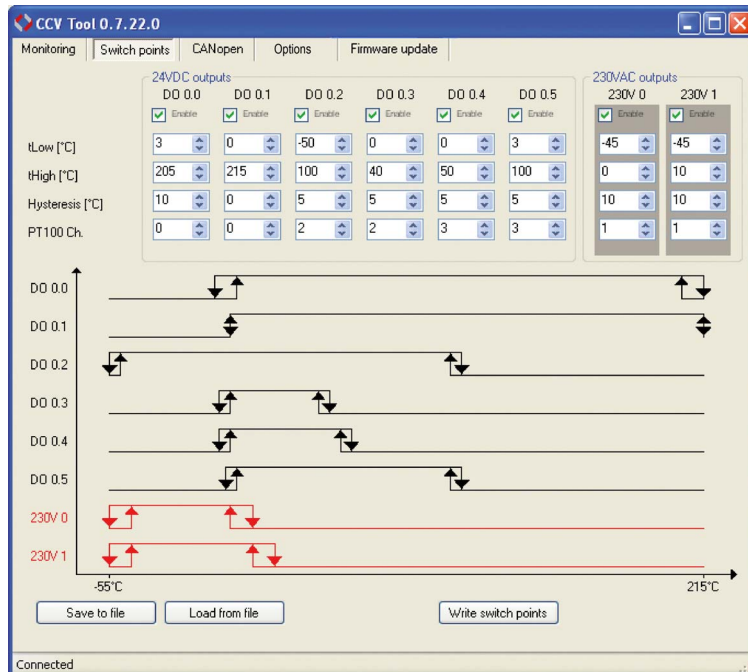 CCV Tool 0.7.22.0
Monitoring Switch points CANopen Options Firmware update
24VDC outputs 230VAC outputs
DO 0.0 DO 0.1 DO 0.2 DO 0.3 DO 0.4 DO 0.5 230V 0 230V 1
Enable Enable Enable Enable Enable Enable Enable Enable
tLow [°C] 3 0 -50 0 0 3 -45 -45
tHigh [°C] 205 215 100 40 50 100 0 10
Hysteresis [°C] 10 0 5 5 5 5 10 10
PT100 Ch. 0 0 2 2 3 3 1 1
DO 0.0
DO 0.1
DO 0.2
DO 0.3
DO 0.4
DO 0.5
230V 0
230V 1
-55°C 215°C
Save to file Load from file Write switch points
Connected